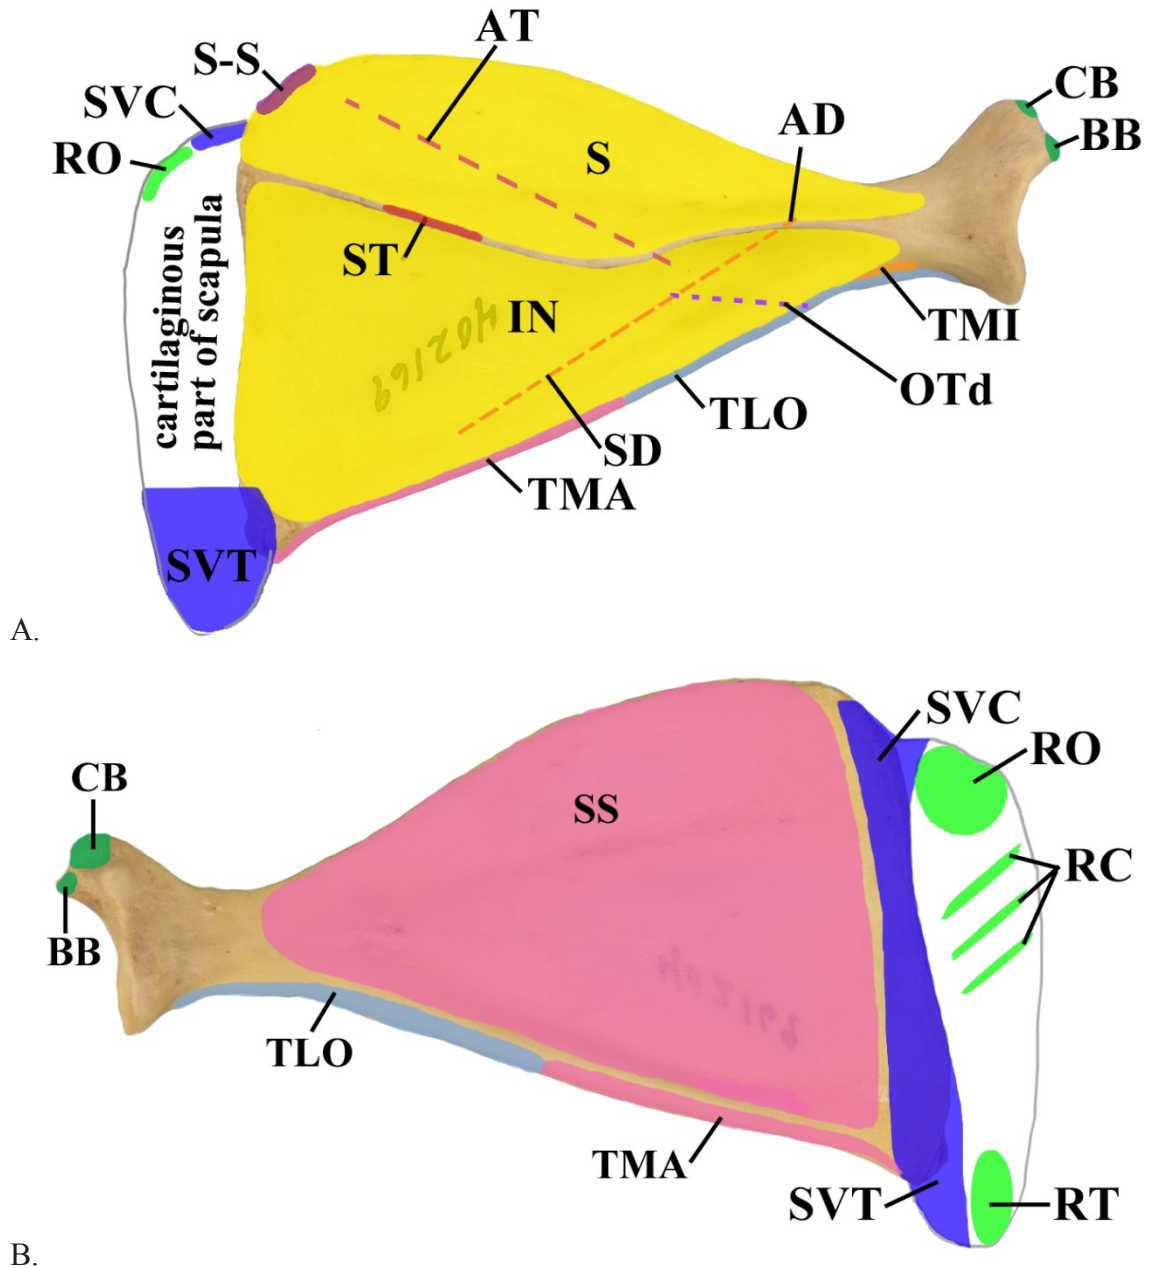 AT
S-S
SVC
CB
AD
BB
RO
S
cartilaginous
part of scapula
ST
IN
TMI
402169
OTd
TLO
SD
TMA
SVT
A.
SVC
RO
CB
SS
RC
BB
TLO
TMA
SVT
RT
B.